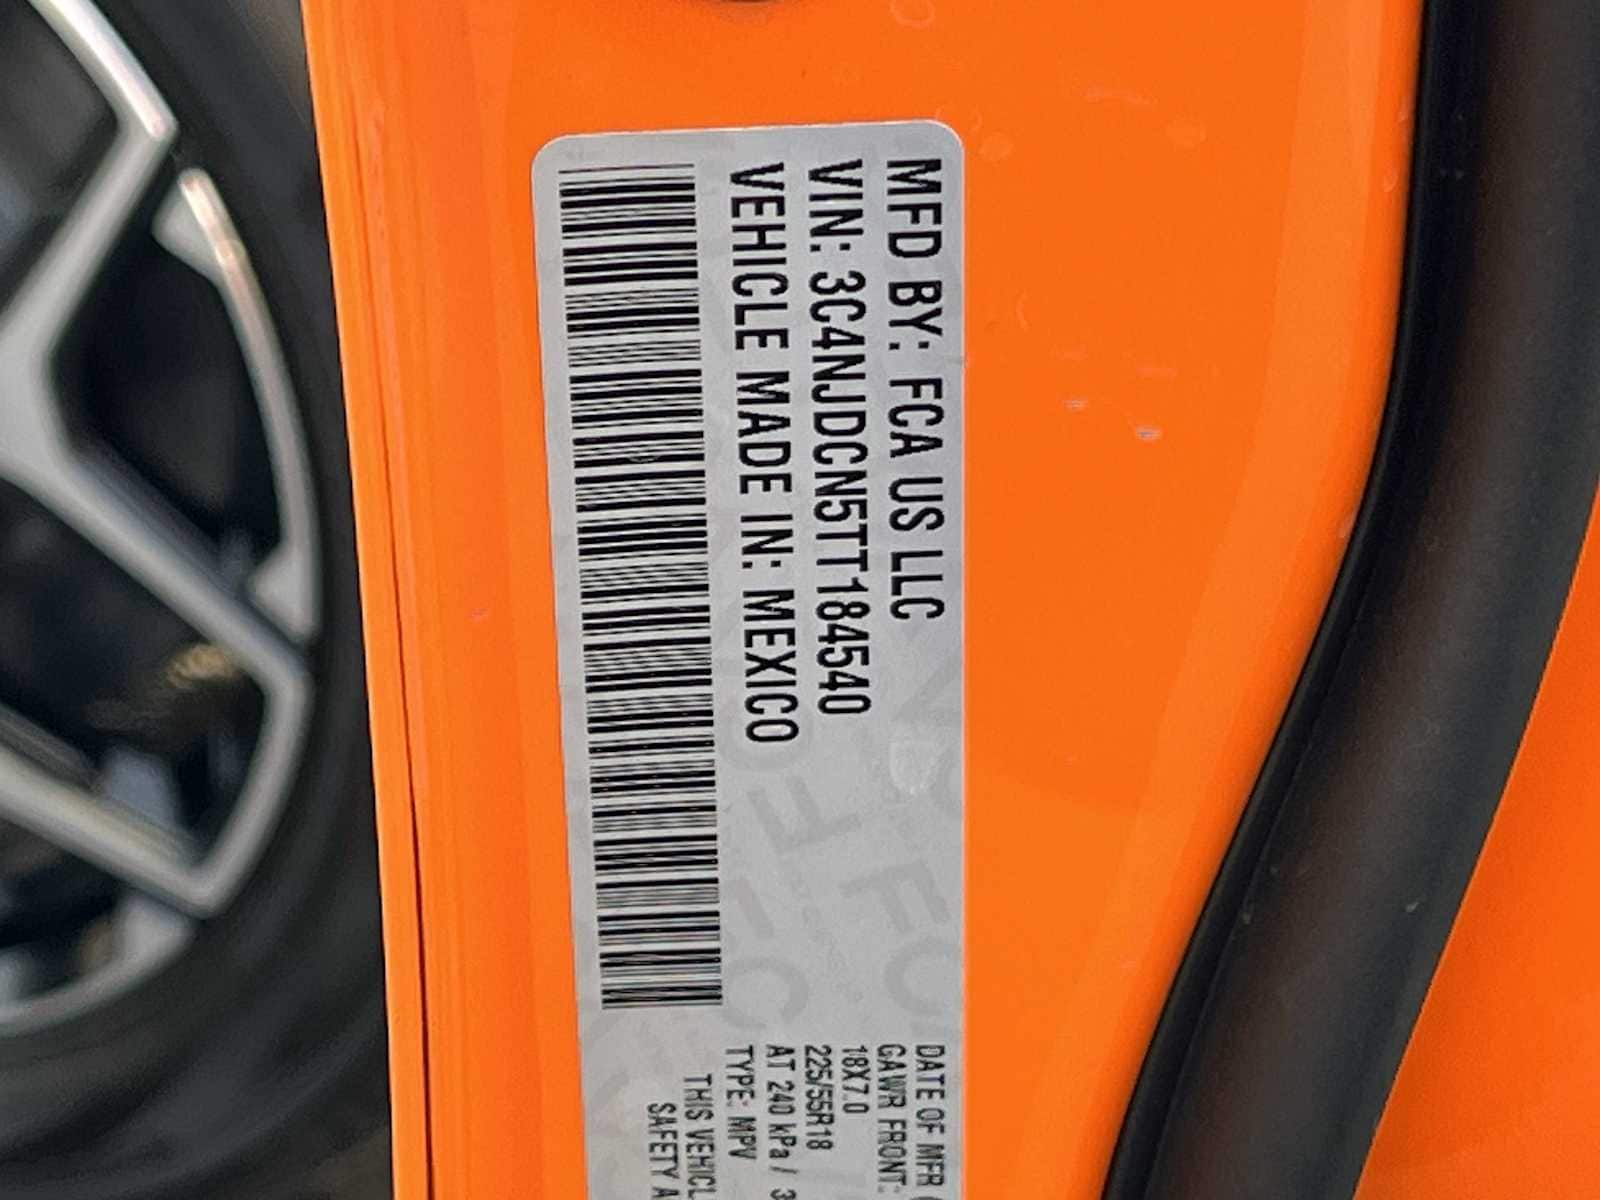 MFD BY: FCA US LLC
VIN: 3C4NJDCN5TT184540
VEHICLE MADE IN: MEXICO
DATE OF MFR
GAWR FRONT:
18X7.0
225/55R18
AT 240 kPa / 3
TYPE: MPV
THIS VEHICL
SAFETY A